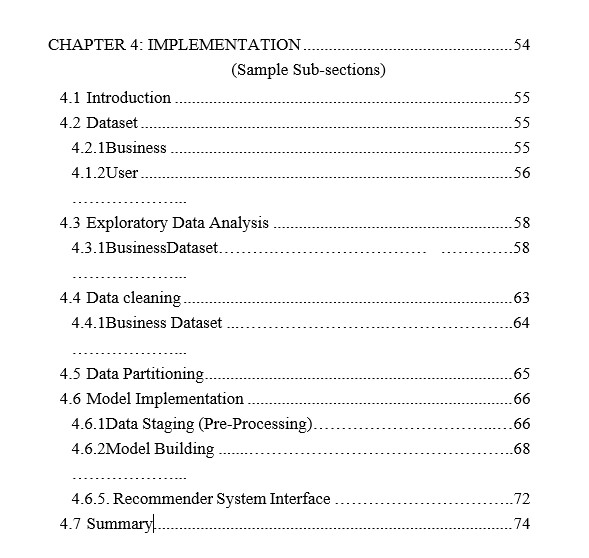 CHAPTER 4: IMPLEMENTATION.....................................................54
(Sample Sub-sections)
4.1 Introduction.....................................................55
4.2 Dataset.....................................................55
4.2.1Business.....................................................55
4.1.2User.....................................................56
.......................
4.3 Exploratory Data Analysis.....................................................58
4.3.1BusinessDataset........................................ ..............58
.......................
4.4 Data cleaning.....................................................63
4.4.1Business Dataset.....................................................64
.......................
4.5 Data Partitioning.....................................................65
4.6 Model Implementation.....................................................66
4.6.1Data Staging (Pre-Processing).....................................................66
4.6.2Model Building.....................................................68
.......................
4.6.5. Recommender System Interface.....................................................72
4.7 Summary.....................................................74